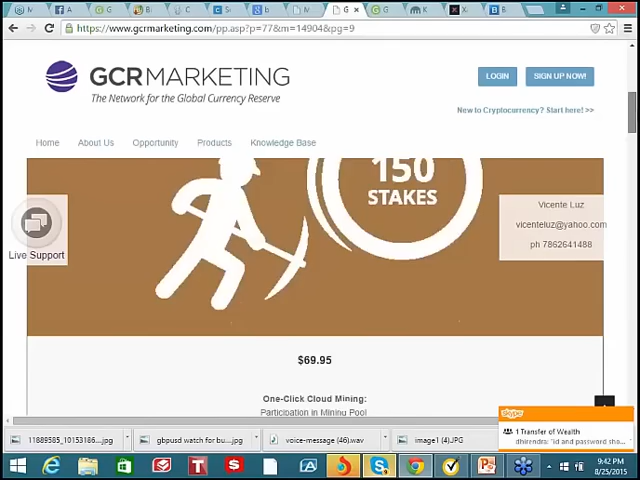 https://www.gcrmarketing.com/pp.asp?p=77&m=14904&pg=9
GCRMARKETING
The Network for the Global Currency Reserve
LOGIN
SIGN UP NOW!
New to Cryptocurrency? Start here! >>
Home
About Us
Opportunity
Products
Knowledge Base
150
STAKES
Vicente Luz
vicenteluz@yahoo.com
ph 7862641488
Live Support
$69.95
One-Click Cloud Mining:
Participation in Mining Pool
skype
1 Transfer of Wealth
dhirendra: "id and password sho...
11889585_10153186....jpg
gbpusd watch for bu....jpg
voice-message (46).wav
image1 (4).JPG
9:42 PM
8/25/2015